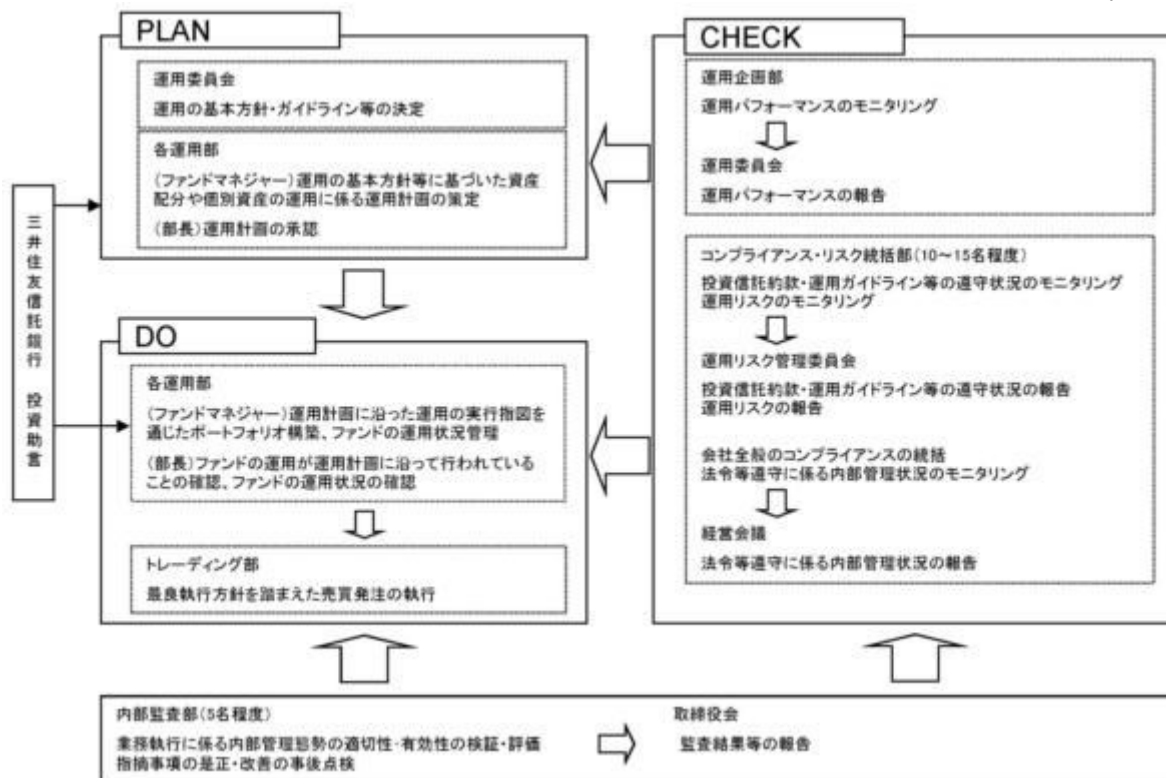 PLAN
運用委員会
運用の基本方針・ガイドライン等の決定
各運用部
(ファンドマネジャー)運用の基本方針等に基づいた資産
配分や個別資産の運用に係る運用計画の策定
(部長)運用計画の承認
三井住友信託銀行 投資助言
DO
各運用部
(ファンドマネジャー)運用計画に沿った運用の実行指図を
通じたポートフォリオ構築、ファンドの運用状況管理
(部長)ファンドの運用が運用計画に沿って行われている
ことの確認、ファンドの運用状況の確認
トレーディング部
最良執行方針を踏まえた売買発注の執行
CHECK
運用企画部
運用パフォーマンスのモニタリング
運用委員会
運用パフォーマンスの報告
コンプライアンス・リスク統括部(10~15名程度)
投資信託約款・運用ガイドライン等の遵守状況のモニタリング
運用リスクのモニタリング
運用リスク管理委員会
投資信託約款・運用ガイドライン等の遵守状況の報告
運用リスクの報告
会社全般のコンプライアンスの統括
法令等遵守に係る内部管理状況のモニタリング
経営会議
法令等遵守に係る内部管理状況の報告
内部監査部(5名程度)
業務執行に係る内部管理態勢の適切性・有効性の検証・評価
指摘事項の是正・改善の事後点検
取締役会
監査結果等の報告